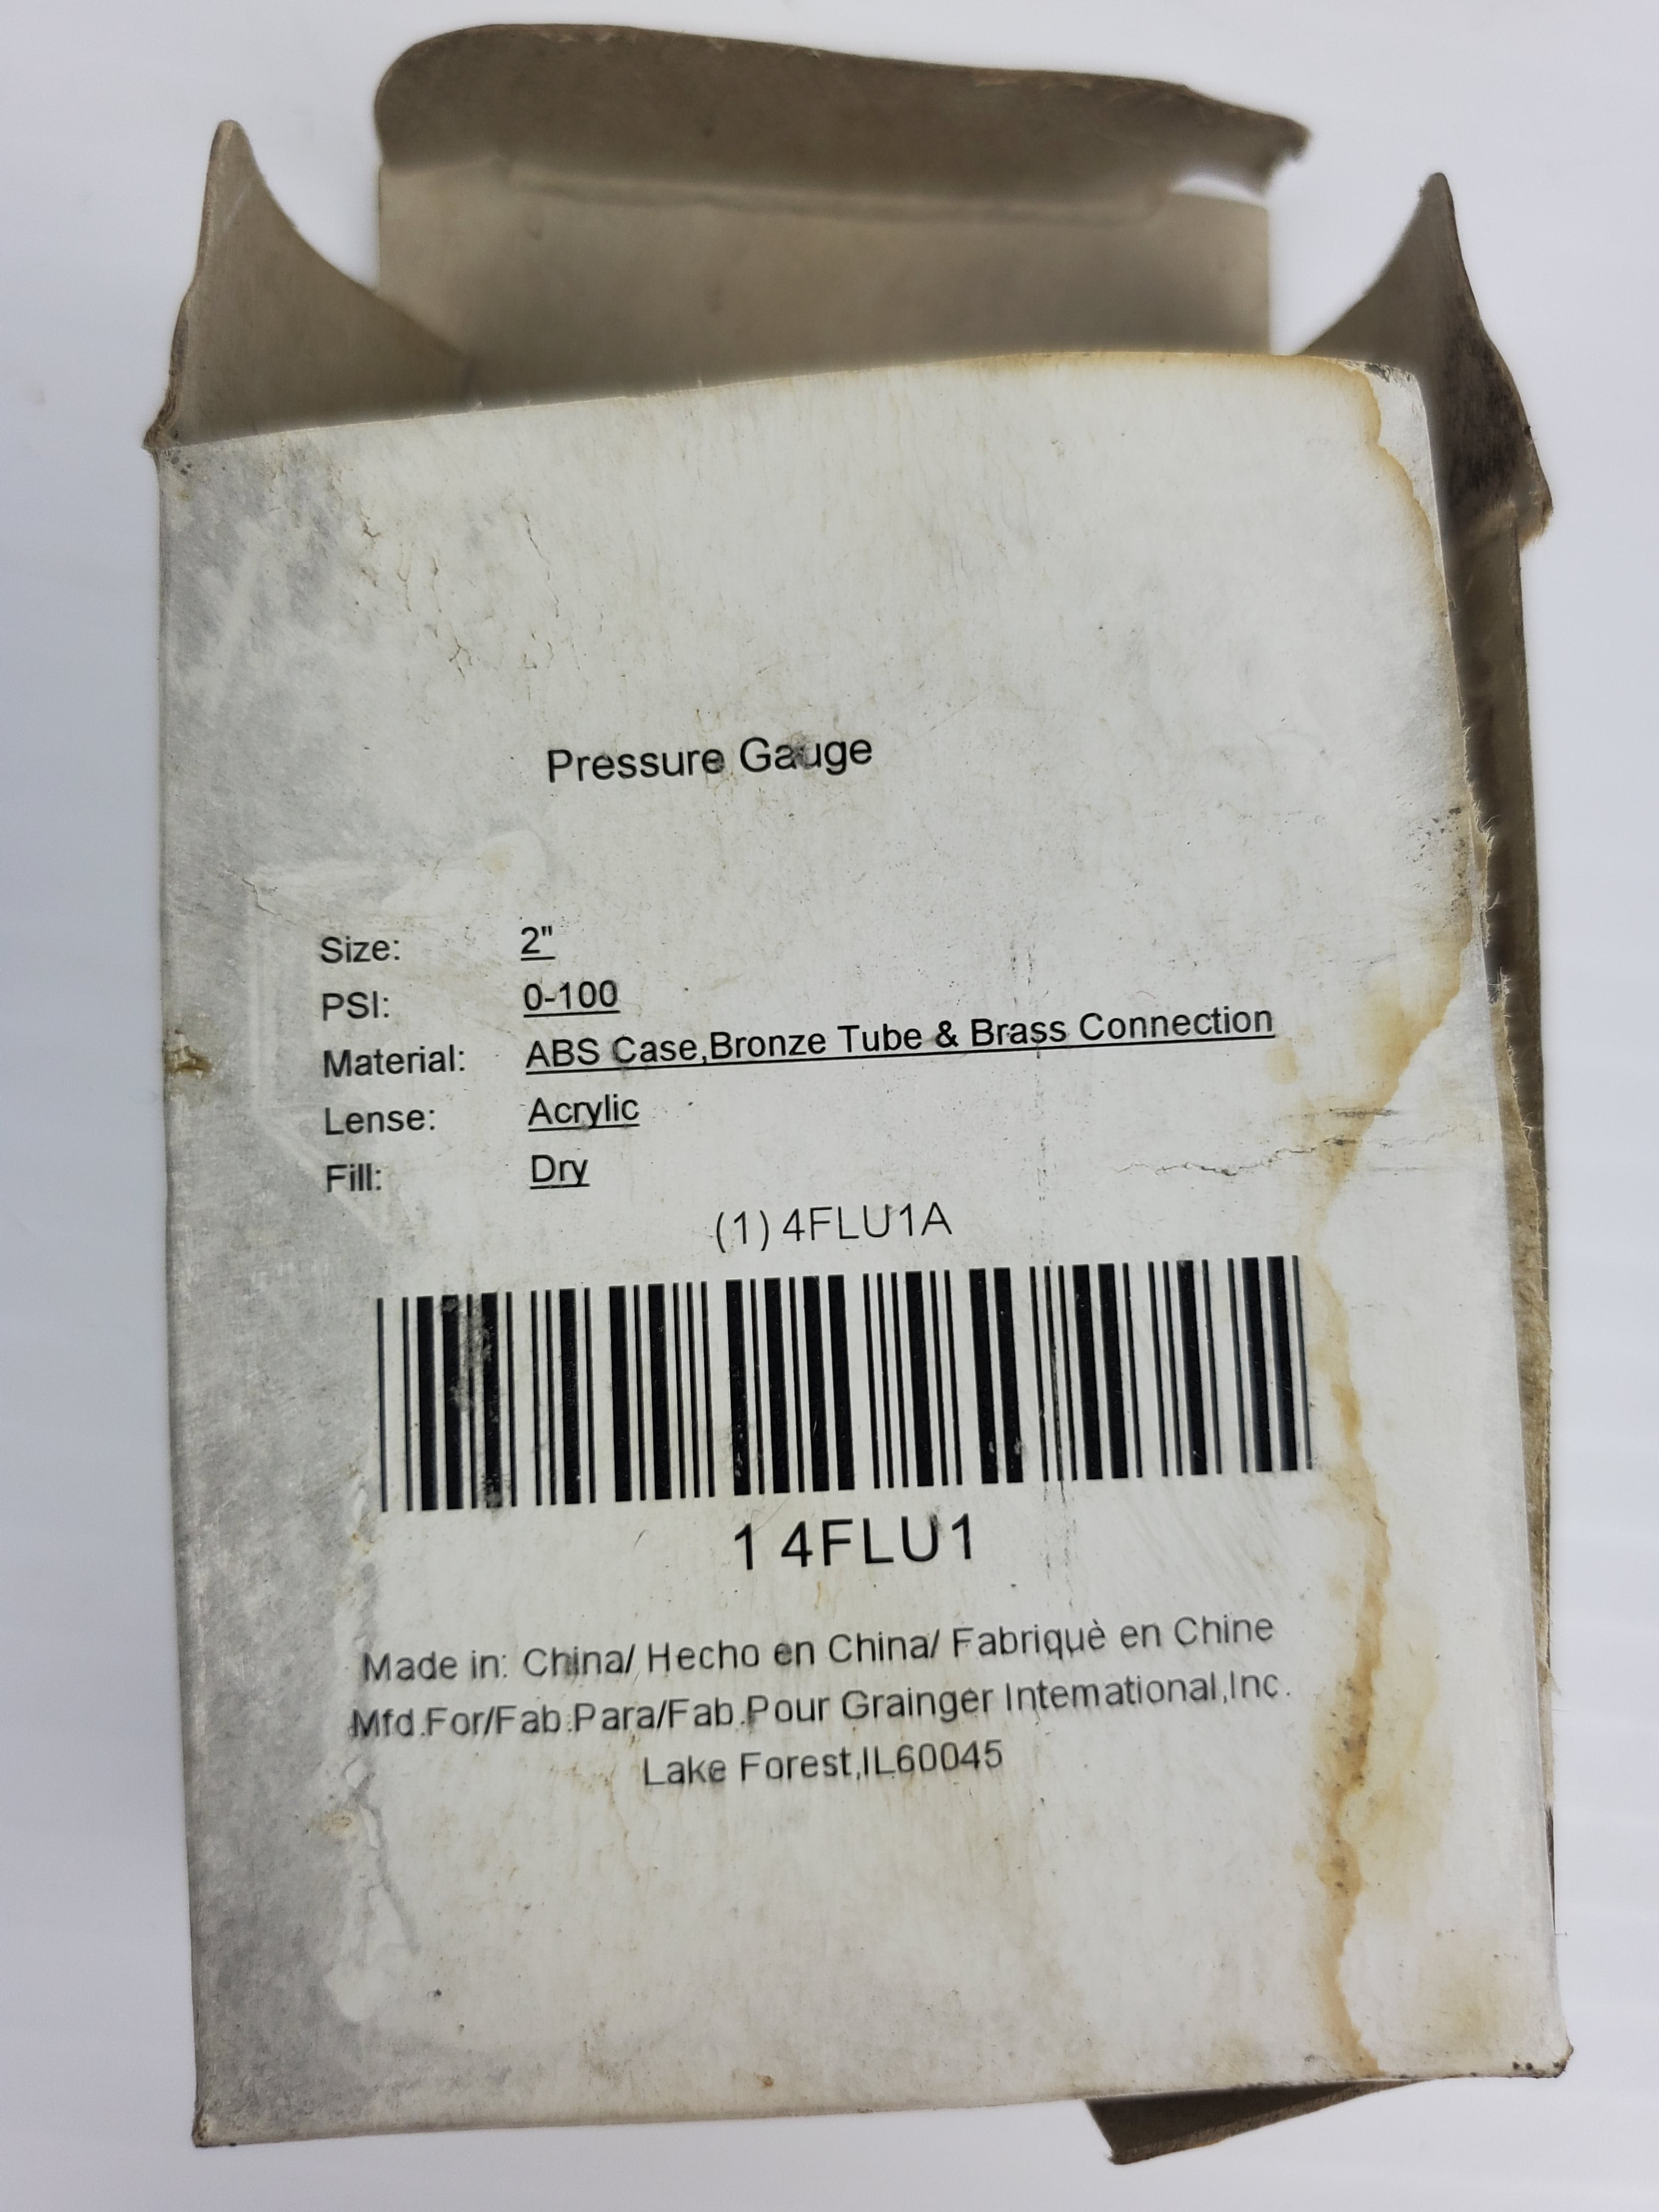 Pressure Gauge
Size: 2"
PSI: 0-100
Material: ABS Case,Bronze Tube & Brass Connection
Lense: Acrylic
Fill: Dry
(1) 4FLU1A
1 4FLU1
Made in: China/ Hecho en China/ Fabriquè en Chine
Mfd.For/Fab.Para/Fab.Pour Grainger International,Inc.
Lake Forest,IL60045